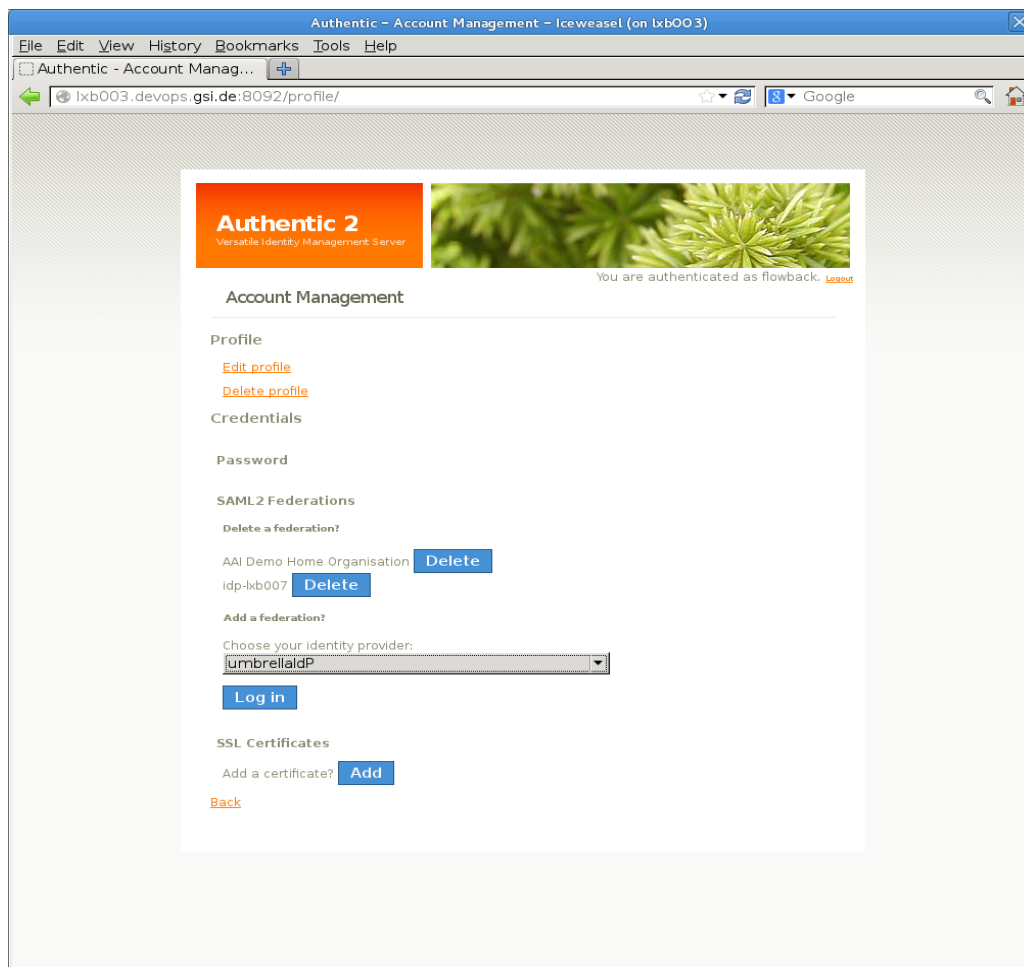 Authentic – Account Management – Iceweasel (on lxb003)
File Edit View History Bookmarks Tools Help
Authentic - Account Manag...
lxb003.devops.gsi.de:8092/profile/
8 Google
Authentic 2
Versatile Identity Management Server
You are authenticated as flowback. Logout
Account Management
Profile
Edit profile
Delete profile
Credentials
Password
SAML2 Federations
Delete a federation?
AAI Demo Home Organisation Delete
idp-lxb007 Delete
Add a federation?
Choose your identity provider:
umbrellaIdP
Log in
SSL Certificates
Add a certificate? Add
Back